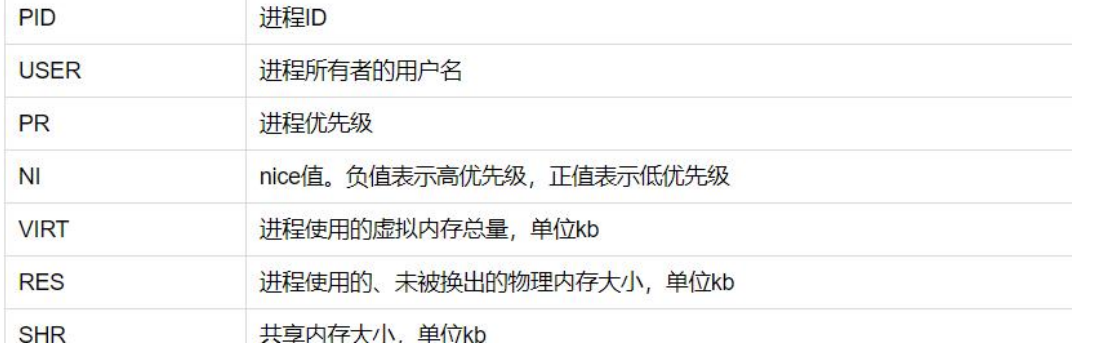 PID 进程ID
USER 进程所有者的用户名
PR 进程优先级
NI nice值。负值表示高优先级，正值表示低优先级
VIRT 进程使用的虚拟内存总量，单位kb
RES 进程使用的、未被换出的物理内存大小，单位kb
SHR 共享内存大小，单位kb